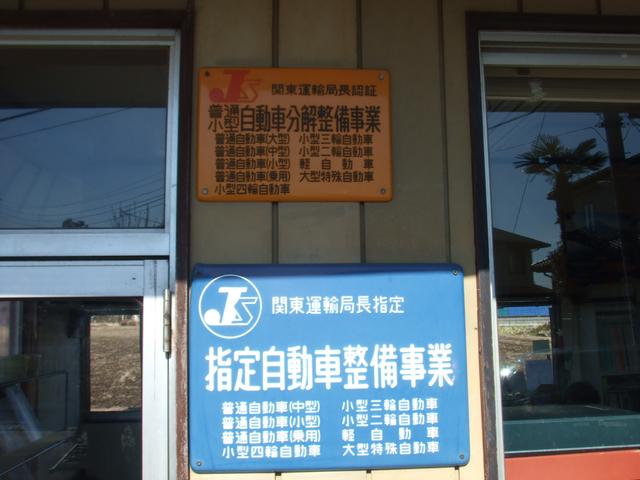 JS 関東運輸局長認証
普通
小型 自動車分解整備事業
普通自動車(大型) 小型三輪自動車
普通自動車(中型) 小型二輪自動車
普通自動車(小型) 軽自動車
普通自動車(乗用) 大型特殊自動車
小型四輪自動車
JS 関東運輸局長指定
指定自動車整備事業
普通自動車(中型) 小型三輪自動車
普通自動車(小型) 小型二輪自動車
普通自動車(乗用) 軽自動車
小型四輪自動車 大型特殊自動車